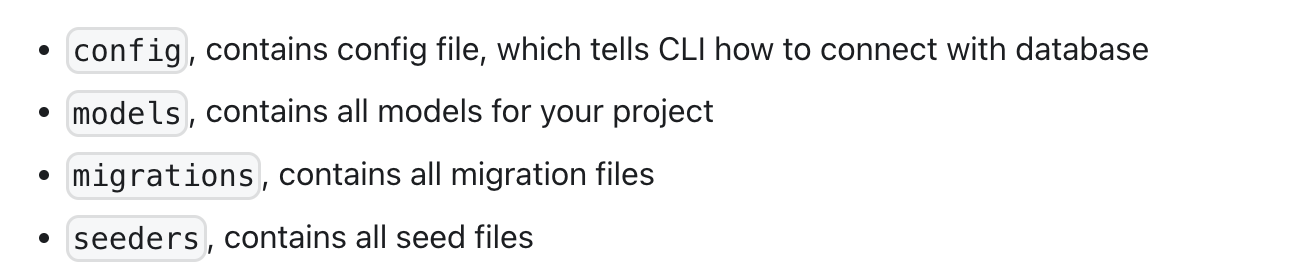 • config, contains config file, which tells CLI how to connect with database
• models, contains all models for your project
• migrations, contains all migration files
• seeders, contains all seed files